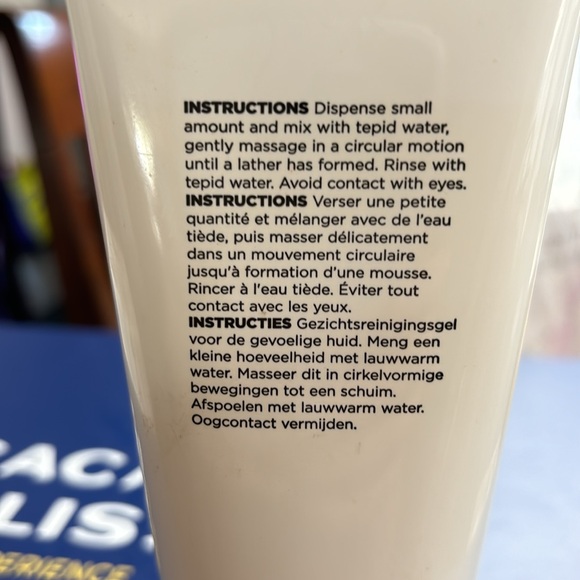 INSTRUCTIONS Dispense small
amount and mix with tepid water,
gently massage in a circular motion
until a lather has formed. Rinse with
tepid water. Avoid contact with eyes.
INSTRUCTIONS Verser une petite
quantité et mélanger avec de l'eau
tiède, puis masser délicatement
dans un mouvement circulaire
jusqu'à formation d'une mousse.
Rincer à l'eau tiède. Éviter tout
contact avec les yeux.
INSTRUCTIES Gezichtsreinigingsgel
voor de gevoelige huid. Meng een
kleine hoeveelheid met lauwwarm
water. Masseer dit in cirkelvormige
bewegingen tot een schuim.
Afspoelen met lauwwarm water.
Oogcontact vermijden.